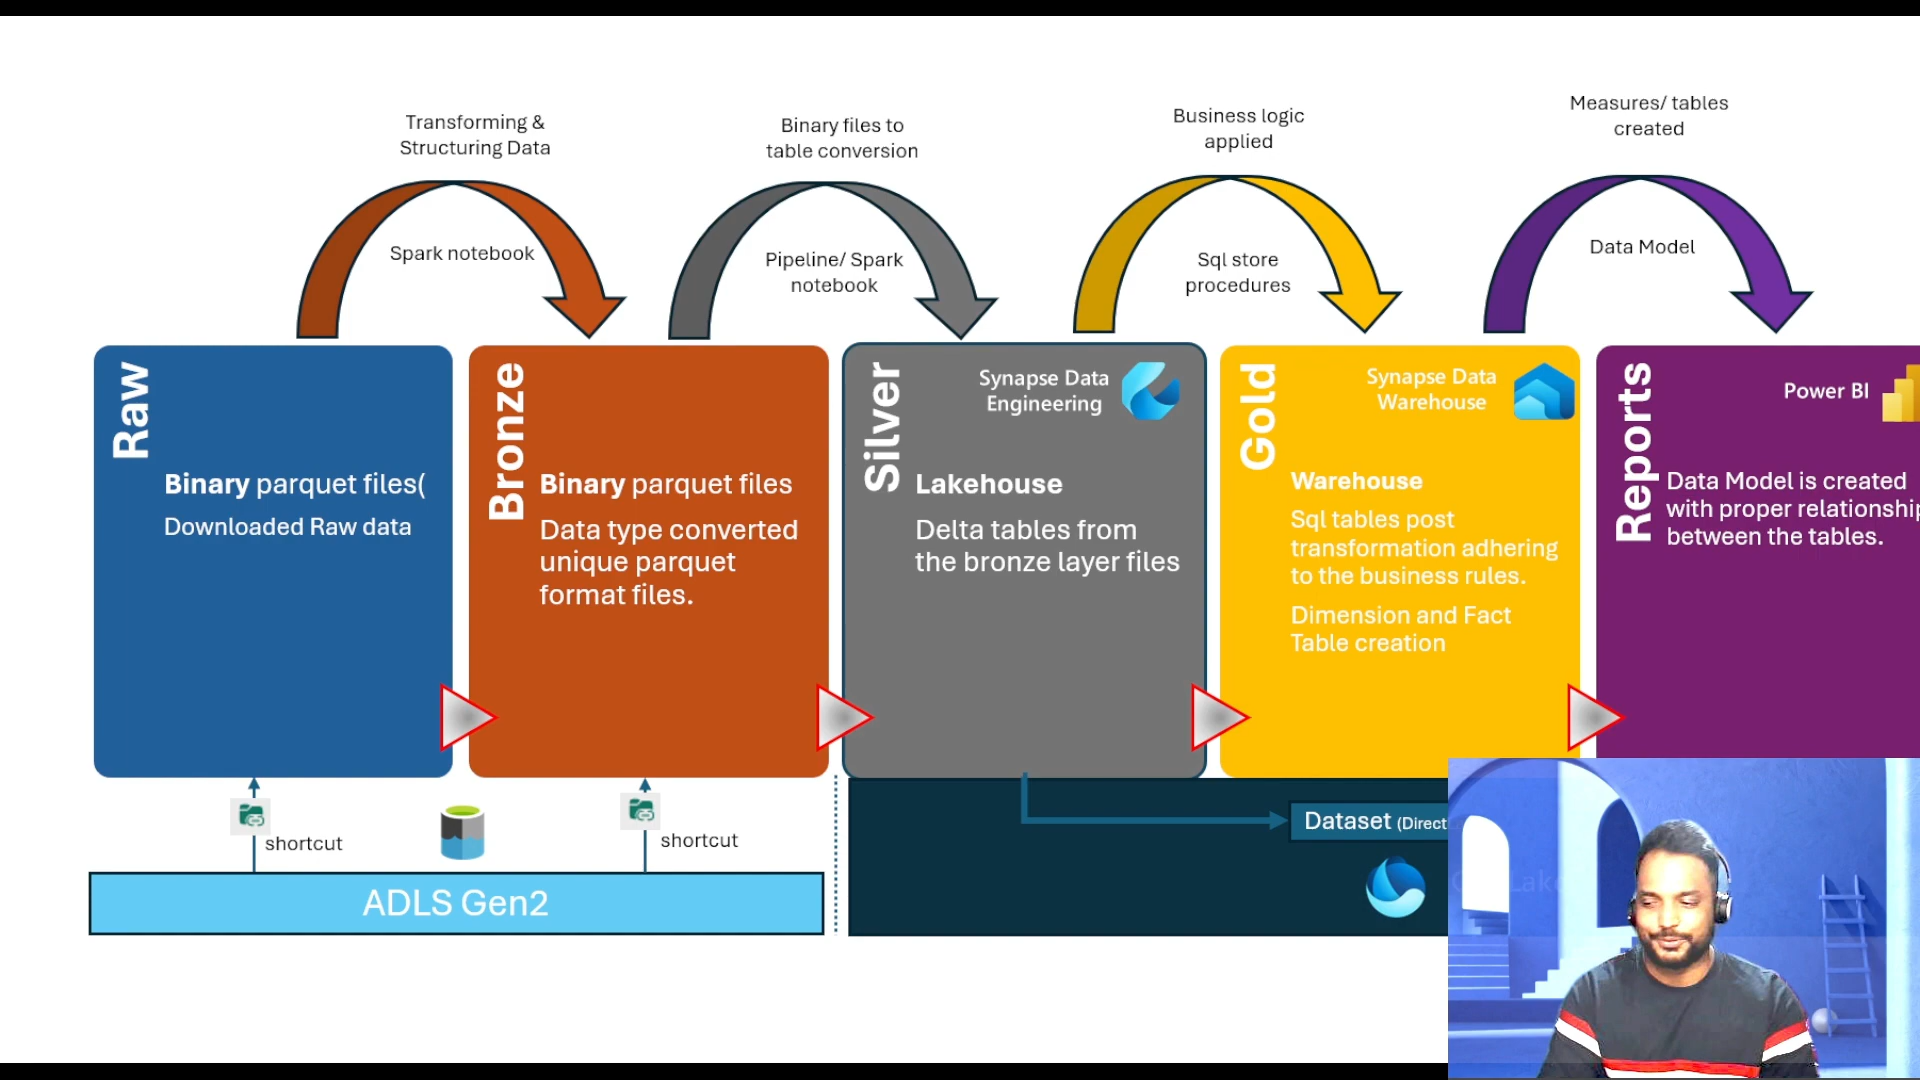 Transforming &
Structuring Data
Spark notebook
Binary files to
table conversion
Pipeline/ Spark
notebook
Business logic
applied
Sql store
procedures
Measures/ tables
created
Data Model
Raw
Binary parquet files(
Downloaded Raw data
Bronze
Binary parquet files
Data type converted
unique parquet
format files.
Silver
Synapse Data
Engineering
Lakehouse
Delta tables from
the bronze layer files
Gold
Synapse Data
Warehouse
Warehouse
Sql tables post
transformation adhering
to the business rules.
Dimension and Fact
Table creation
Reports
Power BI
Data Model is created
with proper relationship
between the tables.
shortcut
shortcut
ADLS Gen2
Dataset (Direct